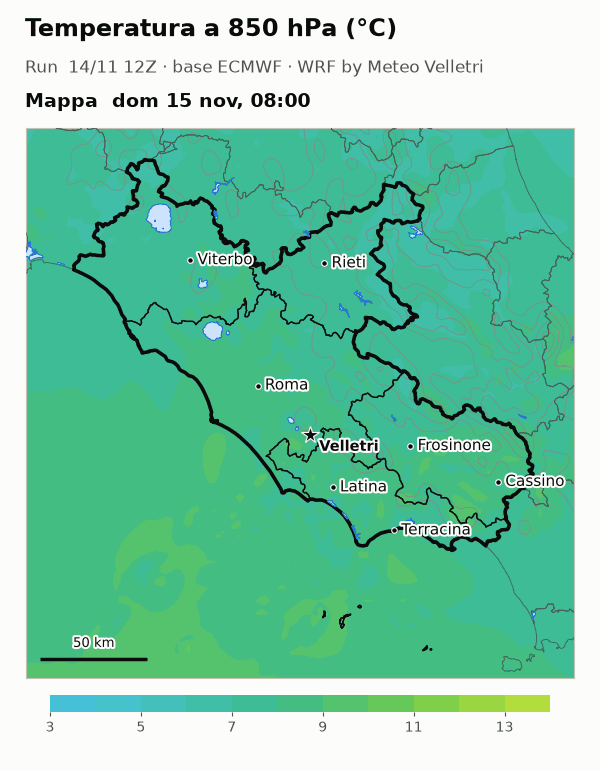 Temperatura a 850 hPa (°C)
Run  14/11 12Z · base ECMWF · WRF by Meteo Velletri
Mappa  dom 15 nov, 08:00
Viterbo
Rieti
Roma
Velletri
Frosinone
Cassino
Latina
Terracina
50 km
3 5 7 9 11 13